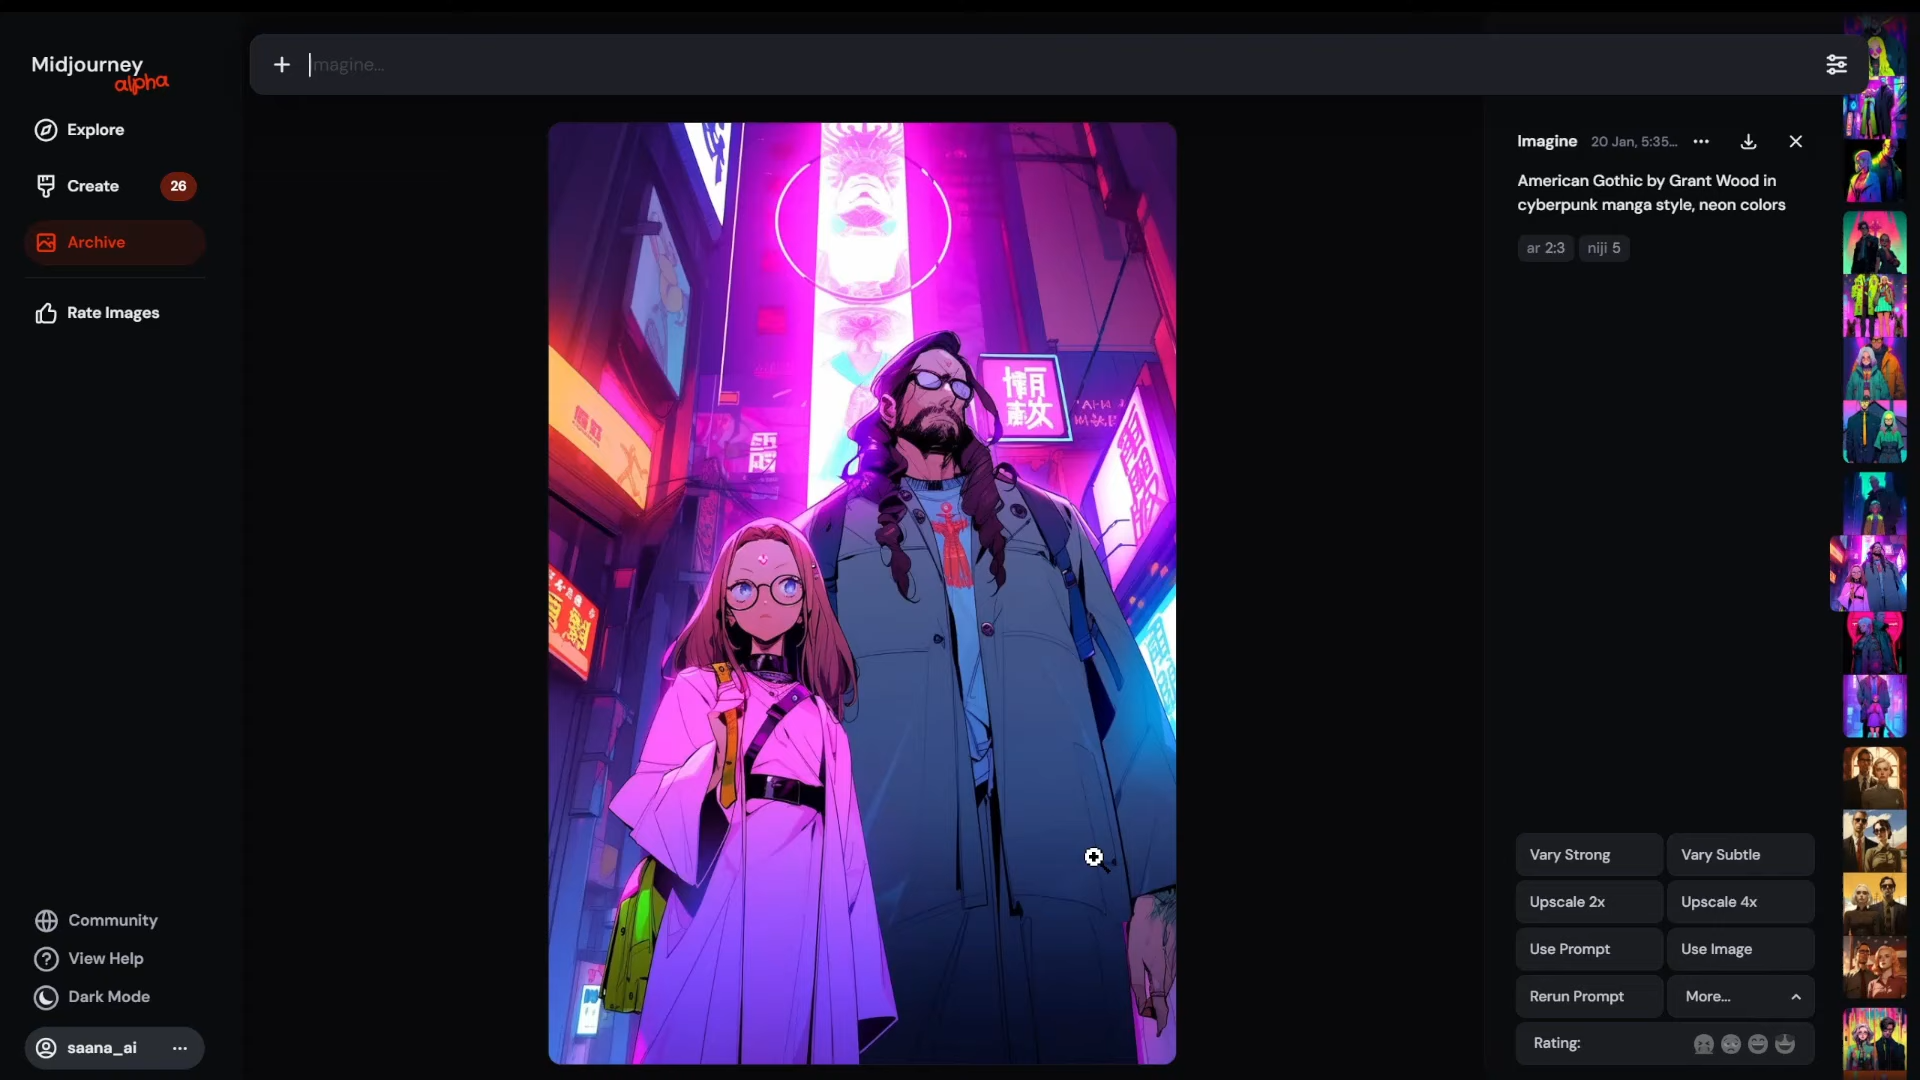 Midjourney
alpha
Imagine...
Explore
Create 26
Archive
Rate Images
Imagine 20 Jan, 5:35...
American Gothic by Grant Wood in
cyberpunk manga style, neon colors
ar 2:3 niji 5
Vary Strong Vary Subtle
Upscale 2x Upscale 4x
Use Prompt Use Image
Rerun Prompt More...
Rating:
Community
View Help
Dark Mode
saana_ai